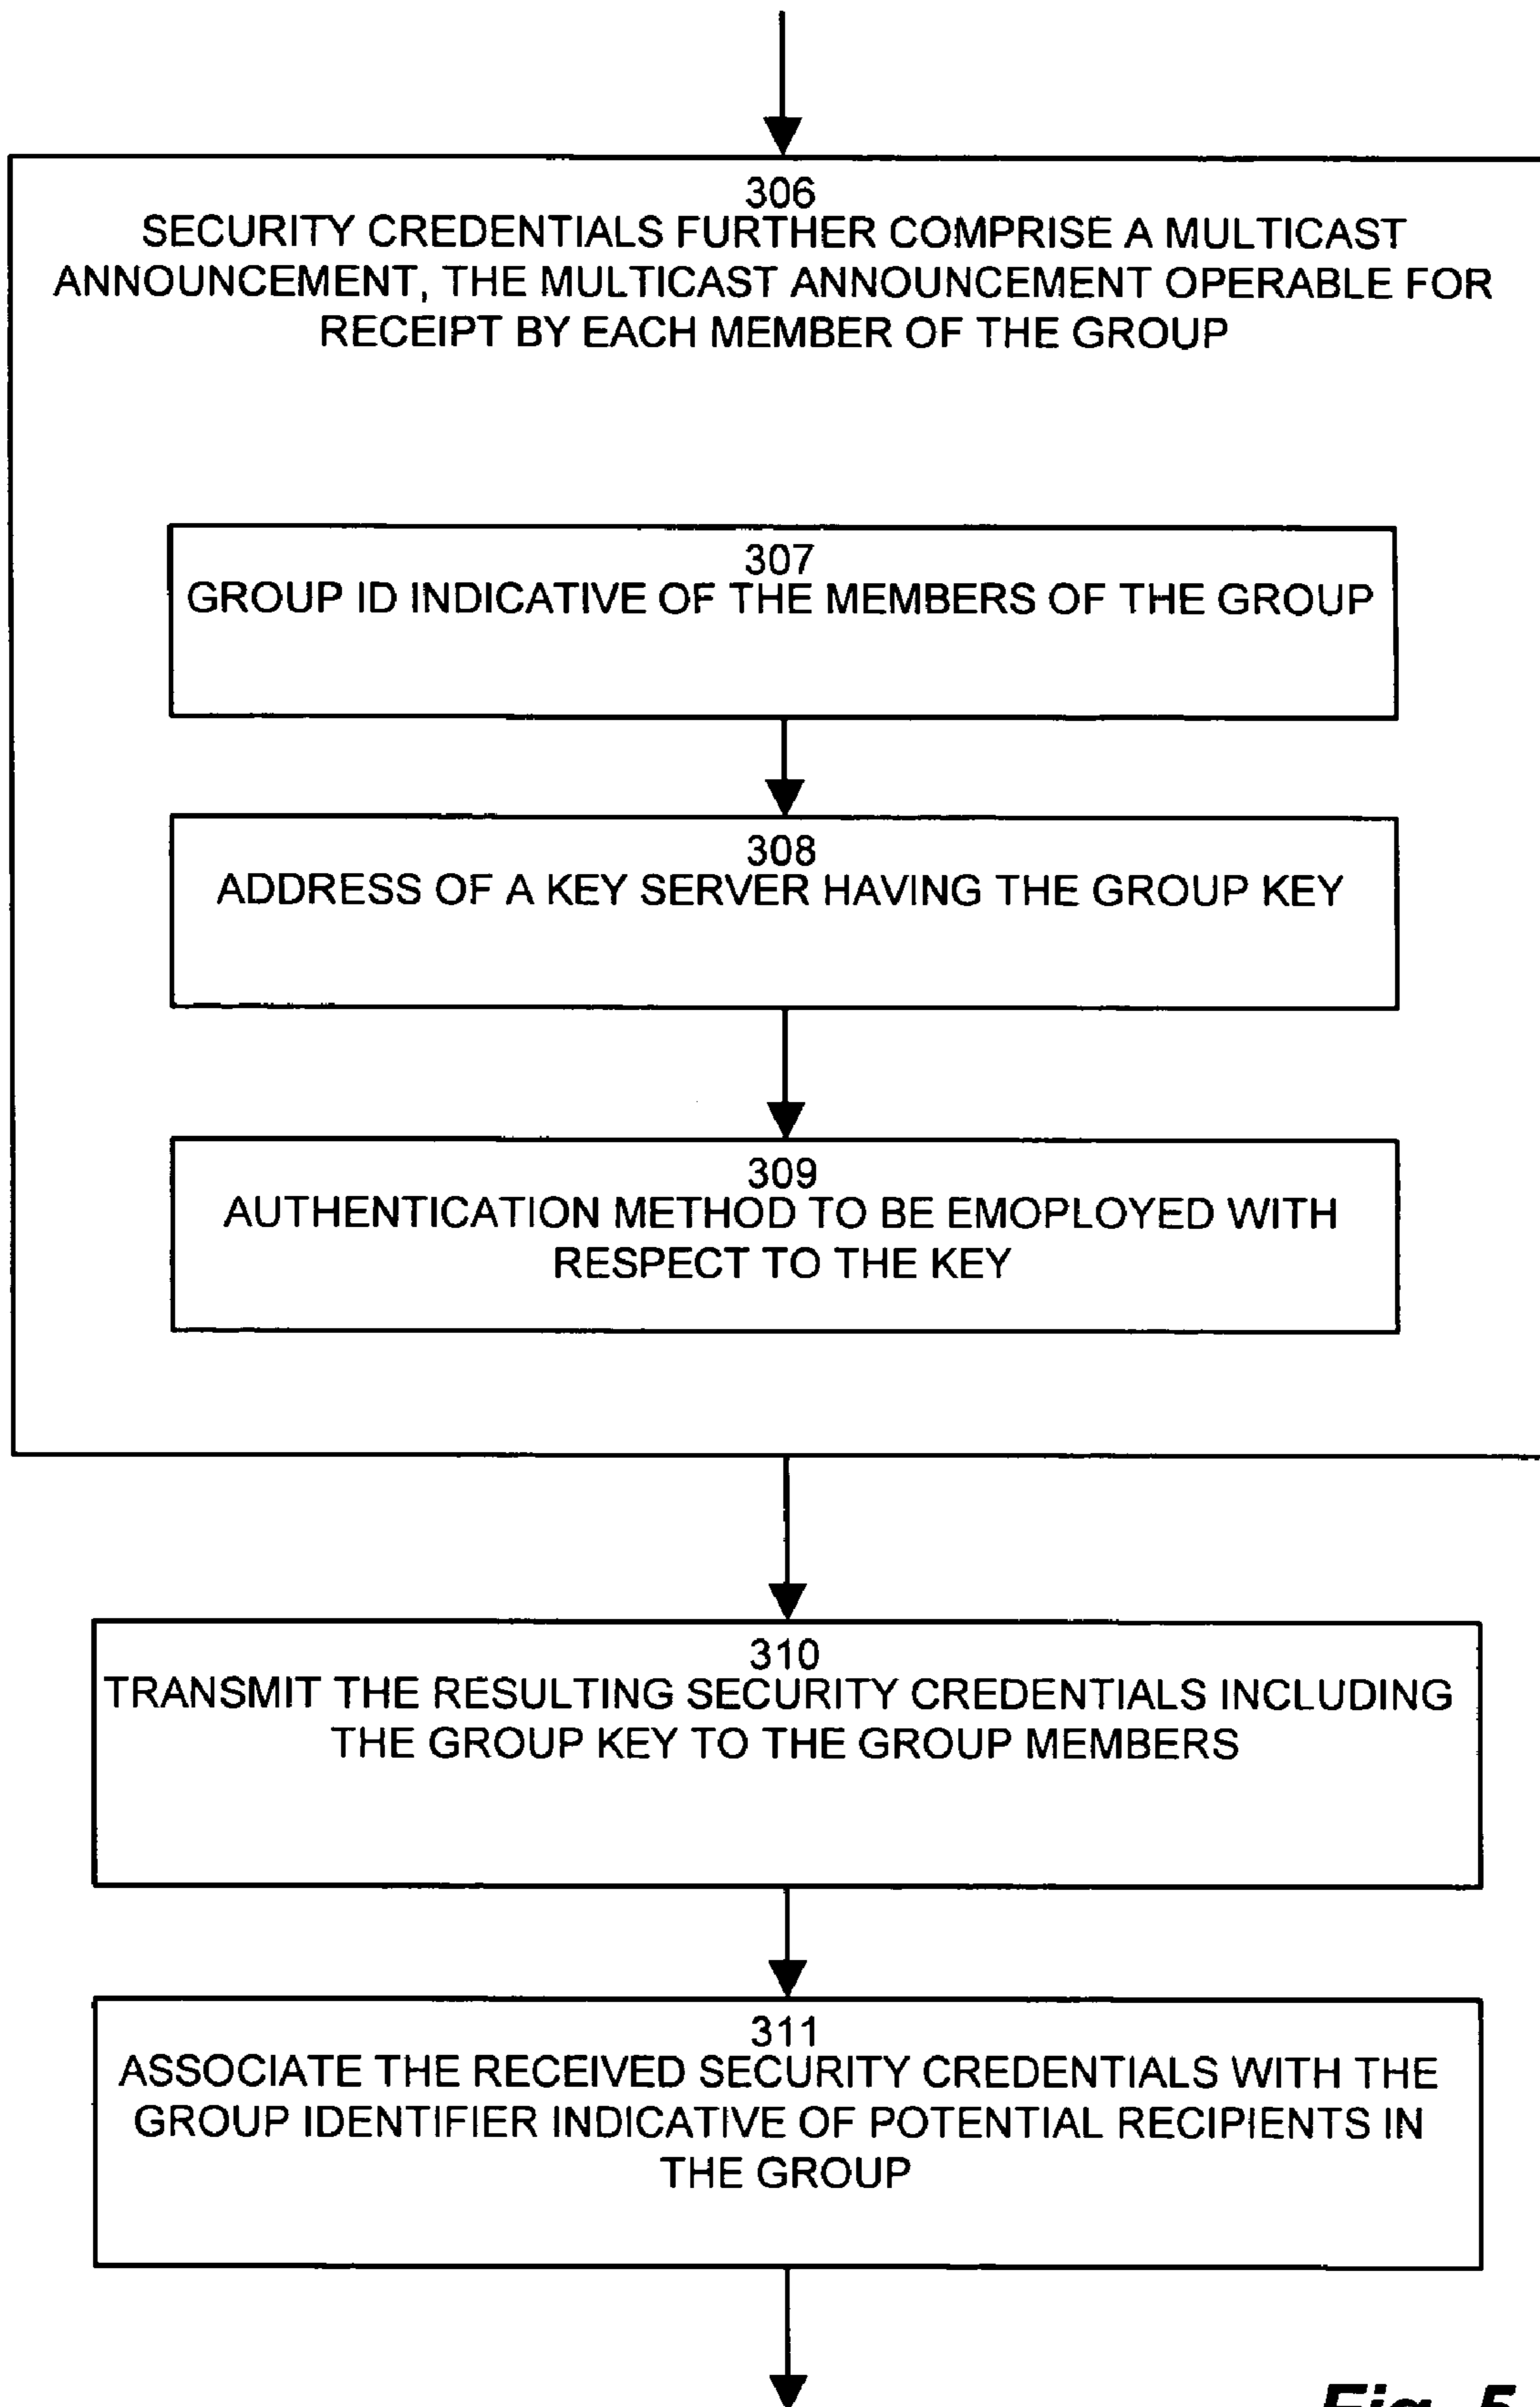 306
SECURITY CREDENTIALS FURTHER COMPRISE A MULTICAST
ANNOUNCEMENT, THE MULTICAST ANNOUNCEMENT OPERABLE FOR
RECEIPT BY EACH MEMBER OF THE GROUP
307
GROUP ID INDICATIVE OF THE MEMBERS OF THE GROUP
308
ADDRESS OF A KEY SERVER HAVING THE GROUP KEY
309
AUTHENTICATION METHOD TO BE EMOPLOYED WITH
RESPECT TO THE KEY
310
TRANSMIT THE RESULTING SECURITY CREDENTIALS INCLUDING
THE GROUP KEY TO THE GROUP MEMBERS
311
ASSOCIATE THE RECEIVED SECURITY CREDENTIALS WITH THE
GROUP IDENTIFIER INDICATIVE OF POTENTIAL RECIPIENTS IN
THE GROUP
Fig. 5